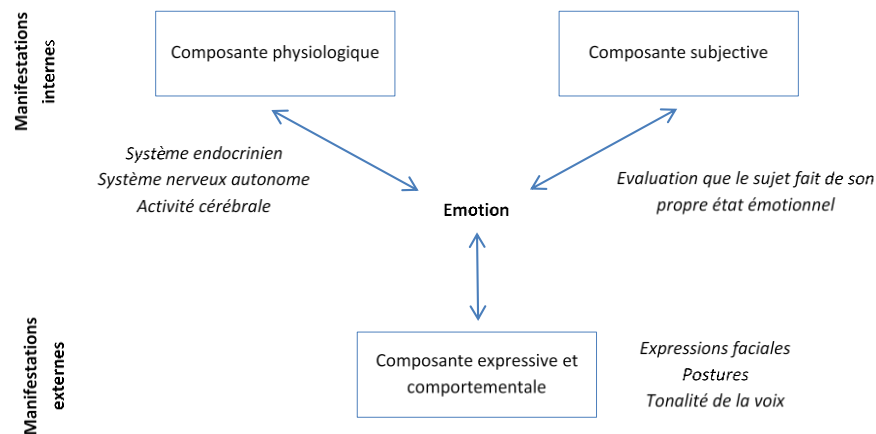 Manifestations
internes
Composante physiologique
Composante subjective
Système endocrinien
Système nerveux autonome
Activité cérébrale
Evaluation que le sujet fait de son
propre état émotionnel
Emotion
Manifestations
externes
Composante expressive et
comportementale
Expressions faciales
Postures
Tonalité de la voix